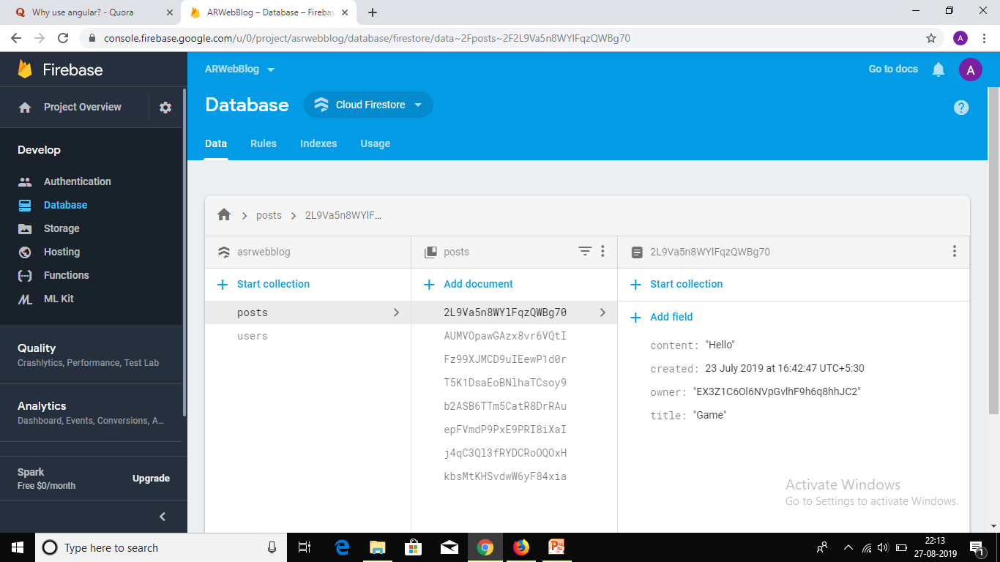 Why use angular? - Quora
ARWebBlog – Database – Firebas
console.firebase.google.com/u/0/project/asrwebblog/database/firestore/data~2Fposts~2F2L9Va5n8WYlFqzQWBg70
A
Firebase
ARWebBlog
Go to docs
A
Project Overview
Database
Cloud Firestore
Data
Rules
Indexes
Usage
Develop
Authentication
Database
Storage
Hosting
Functions
ML Kit
Quality
Crashlytics, Performance, Test Lab
Analytics
Dashboard, Events, Conversions, A...
Spark
Free $0/month
Upgrade
posts
2L9Va5n8WYlF...
asrwebblog
posts
2L9Va5n8WYlFqzQWBg70
Start collection
Add document
Start collection
posts
users
2L9Va5n8WYlFqzQWBg70
AUMVOpawGAzx8vr6VQtI
Fz99XJMCD9uIEewP1d0r
T5K1DsaEoBNlhaTCsoy9
b2ASB6TTm5CatR8DrRAu
epFVmdP9PxE9PRI8iXaI
j4qC3Ql3fRYDCRoOQOxH
kbsMtKHSvdwW6yF84xia
Add field
content: "Hello"
created: 23 July 2019 at 16:42:47 UTC+5:30
owner: "EX3Z1C6Ol6NVpGvlhF9h6q8hhJC2"
title: "Game"
Activate Windows
Go to Settings to activate Windows.
Type here to search
22:13
27-08-2019
1